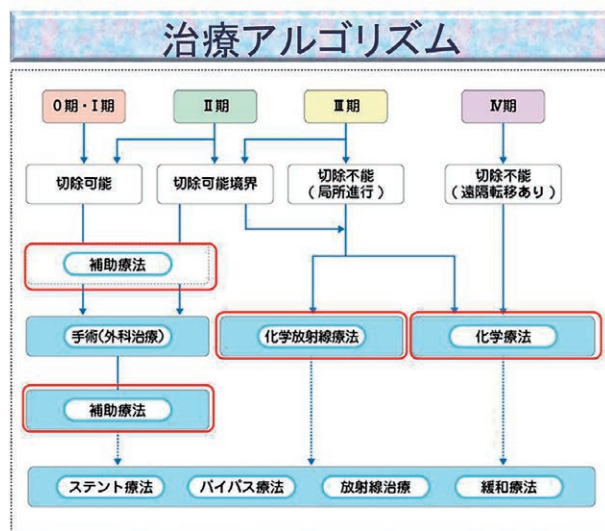 治療アルゴリズム
0期・Ⅰ期
Ⅱ期
Ⅲ期
Ⅳ期
切除可能
切除可能境界
切除不能
(局所進行)
切除不能
(遠隔転移あり)
補助療法
手術(外科治療)
化学放射線療法
化学療法
補助療法
ステント療法
バイパス療法
放射線治療
緩和療法